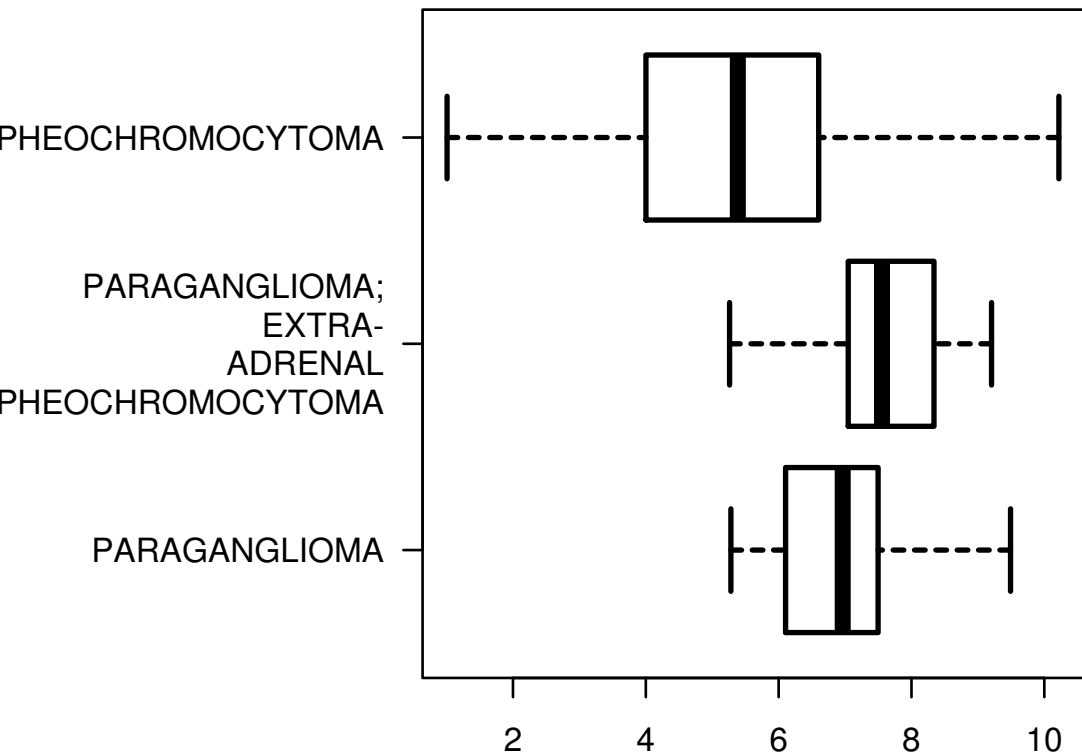 PHEOCHROMOCYTOMA
PARAGANGLIOMA;
EXTRA-
ADRENAL
PHEOCHROMOCYTOMA
PARAGANGLIOMA
2 4 6 8 10